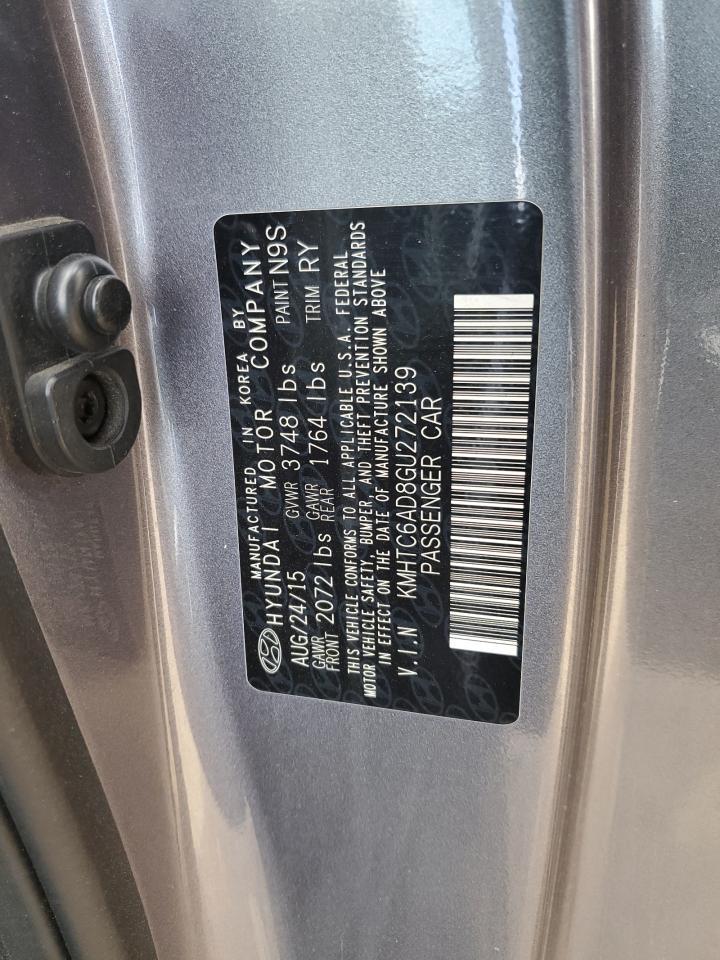 MANUFACTURED IN KOREA BY
HYUNDAI MOTOR COMPANY
AUG/24/15 GVWR 3748 lbs PAINT N9S
GAWR FRONT 2072 lbs GAWR REAR 1764 lbs TRIM RY
THIS VEHICLE CONFORMS TO ALL APPLICABLE U.S.A. FEDERAL
MOTOR VEHICLE SAFETY, BUMPER, AND THEFT PREVENTION STANDARDS
IN EFFECT ON THE DATE OF MANUFACTURE SHOWN ABOVE
V.I.N KMHTC6AD8GU272139
PASSENGER CAR